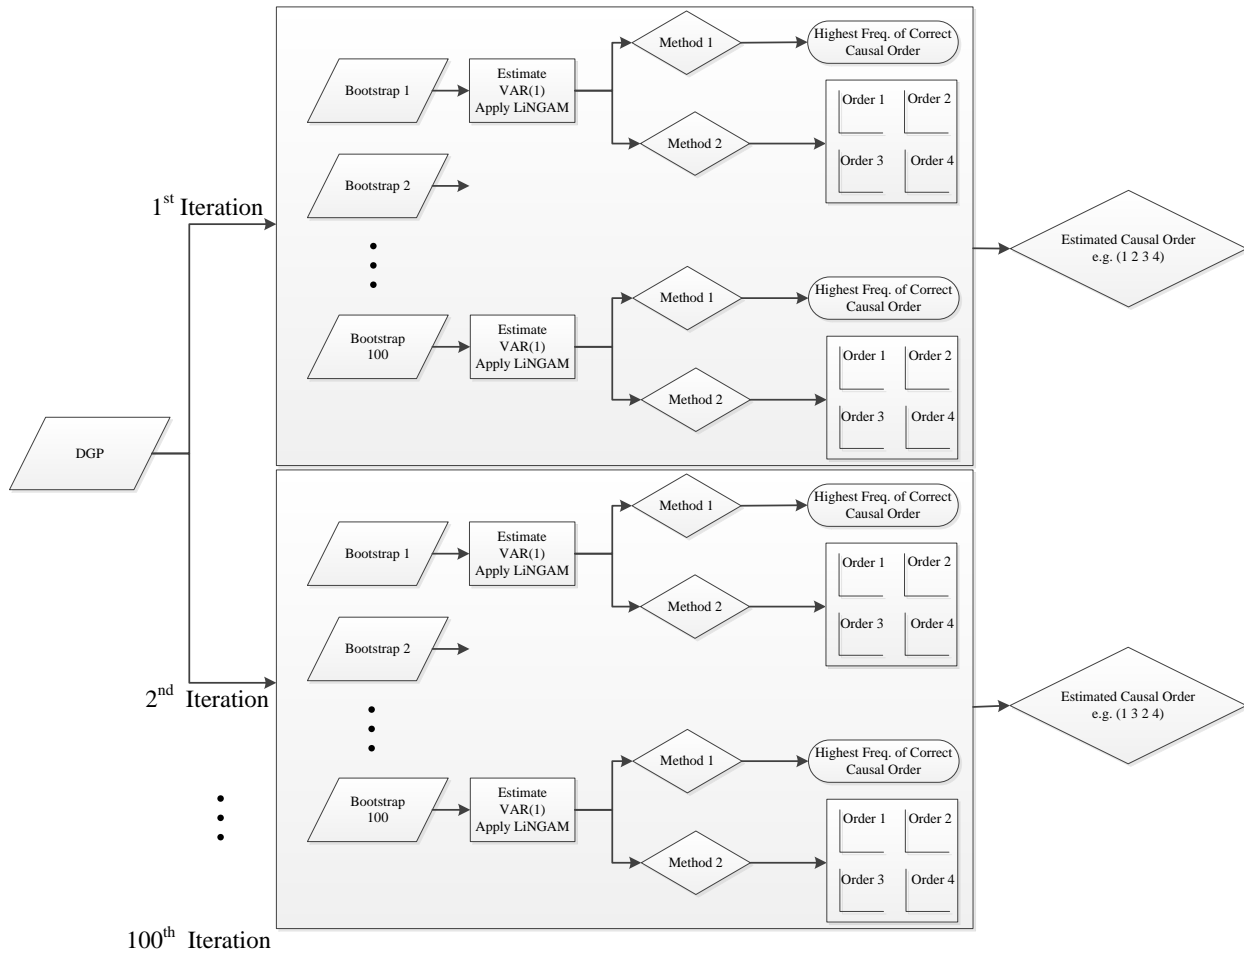 DGP
1st Iteration
Bootstrap 1
Estimate
VAR(1)
Apply LiNGAM
Method 1
Highest Freq. of Correct
Causal Order
Method 2
Order 1
Order 2
Order 3
Order 4
Bootstrap 2
Bootstrap
100
Estimate
VAR(1)
Apply LiNGAM
Method 1
Highest Freq. of Correct
Causal Order
Method 2
Order 1
Order 2
Order 3
Order 4
Estimated Causal Order
e.g. (1 2 3 4)
2nd Iteration
Bootstrap 1
Estimate
VAR(1)
Apply LiNGAM
Method 1
Highest Freq. of Correct
Causal Order
Method 2
Order 1
Order 2
Order 3
Order 4
Bootstrap 2
Bootstrap
100
Estimate
VAR(1)
Apply LiNGAM
Method 1
Highest Freq. of Correct
Causal Order
Method 2
Order 1
Order 2
Order 3
Order 4
Estimated Causal Order
e.g. (1 3 2 4)
100th Iteration